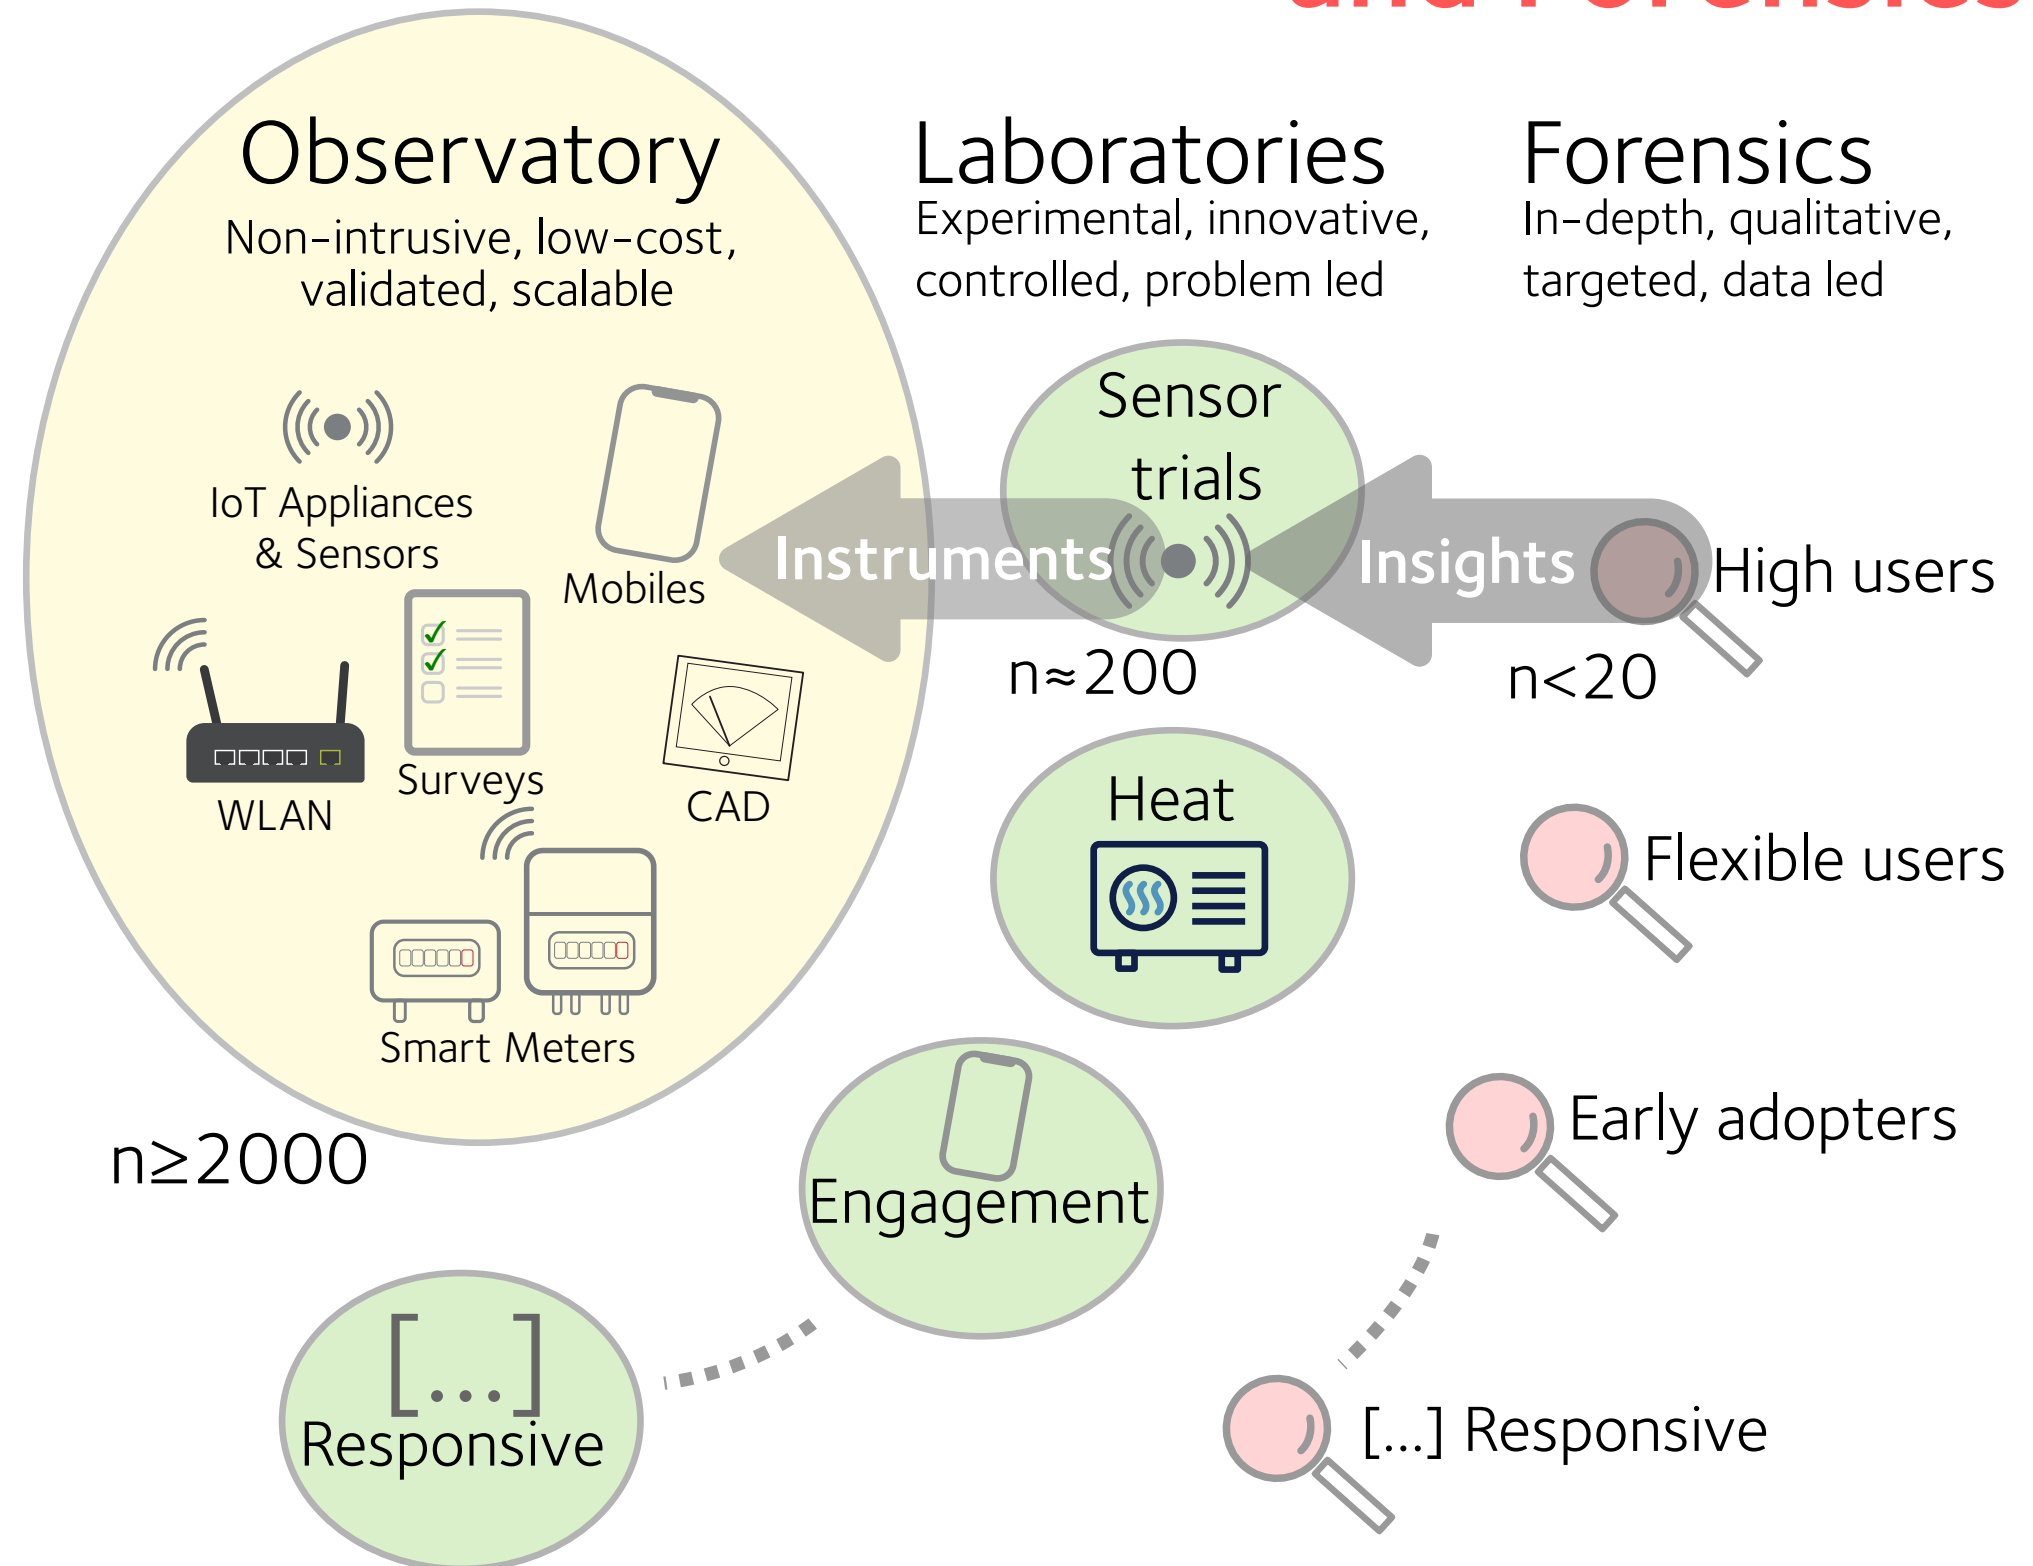 and Forensics
Observatory
Non-intrusive, low-cost,
validated, scalable
IoT Appliances
& Sensors
Mobiles
WLAN
Surveys
CAD
Smart Meters
n≥2000
Laboratories
Experimental, innovative,
controlled, problem led
Sensor
trials
Instruments
n≈200
Heat
Engagement
[...]
Responsive
Forensics
In-depth, qualitative,
targeted, data led
Insights
High users
n<20
Flexible users
Early adopters
[...] Responsive